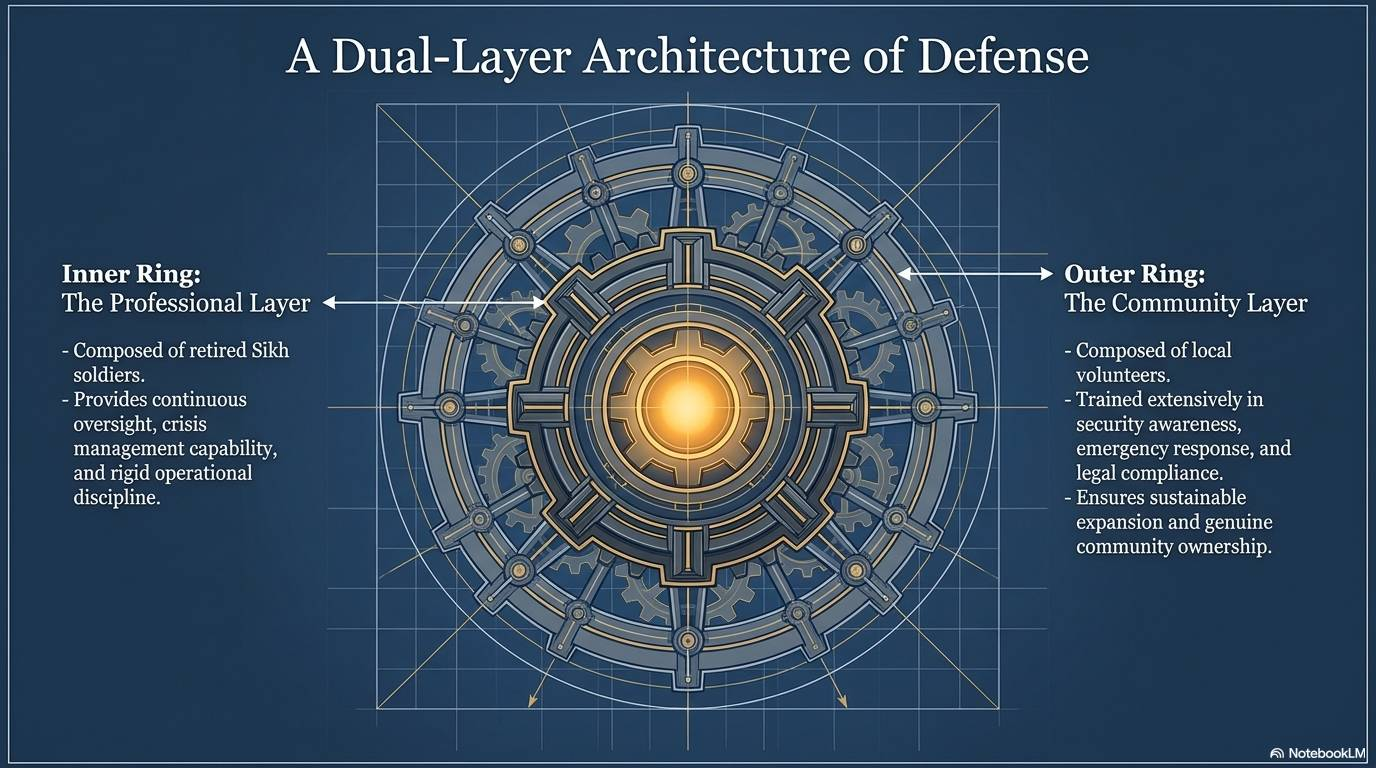 A Dual-Layer Architecture of Defense
Inner Ring:
The Professional Layer
- Composed of retired Sikh
soldiers.
- Provides continuous
oversight, crisis
management capability,
and rigid operational
discipline.
Outer Ring:
The Community Layer
- Composed of local
volunteers.
- Trained extensively in
security awareness,
emergency response, and
legal compliance.
- Ensures sustainable
expansion and genuine
community ownership.
NotebookLM